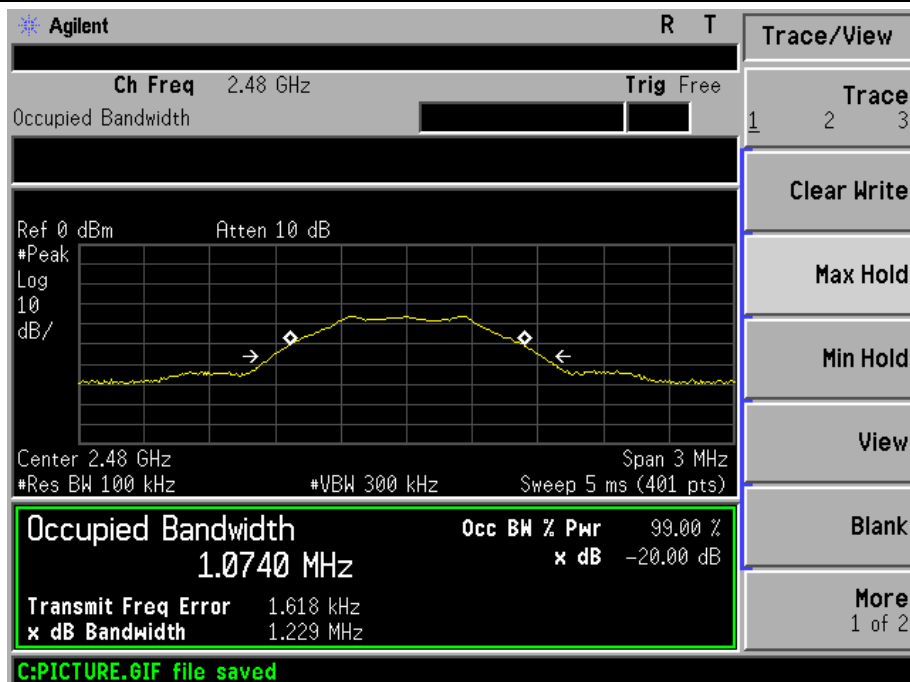 Agilent R T
Ch Freq 2.48 GHz Trig Free
Occupied Bandwidth
Ref 0 dBm Atten 10 dB
#Peak
Log
10
dB/
Center 2.48 GHz Span 3 MHz
#Res BW 100 kHz #VBW 300 kHz Sweep 5 ms (401 pts)
Occupied Bandwidth Occ BW % Pwr 99.00 %
1.0740 MHz x dB -20.00 dB
Transmit Freq Error 1.618 kHz
x dB Bandwidth 1.229 MHz
C:PICTURE.GIF file saved
Trace/View
Trace
1 2 3
Clear Write
Max Hold
Min Hold
View
Blank
More
1 of 2